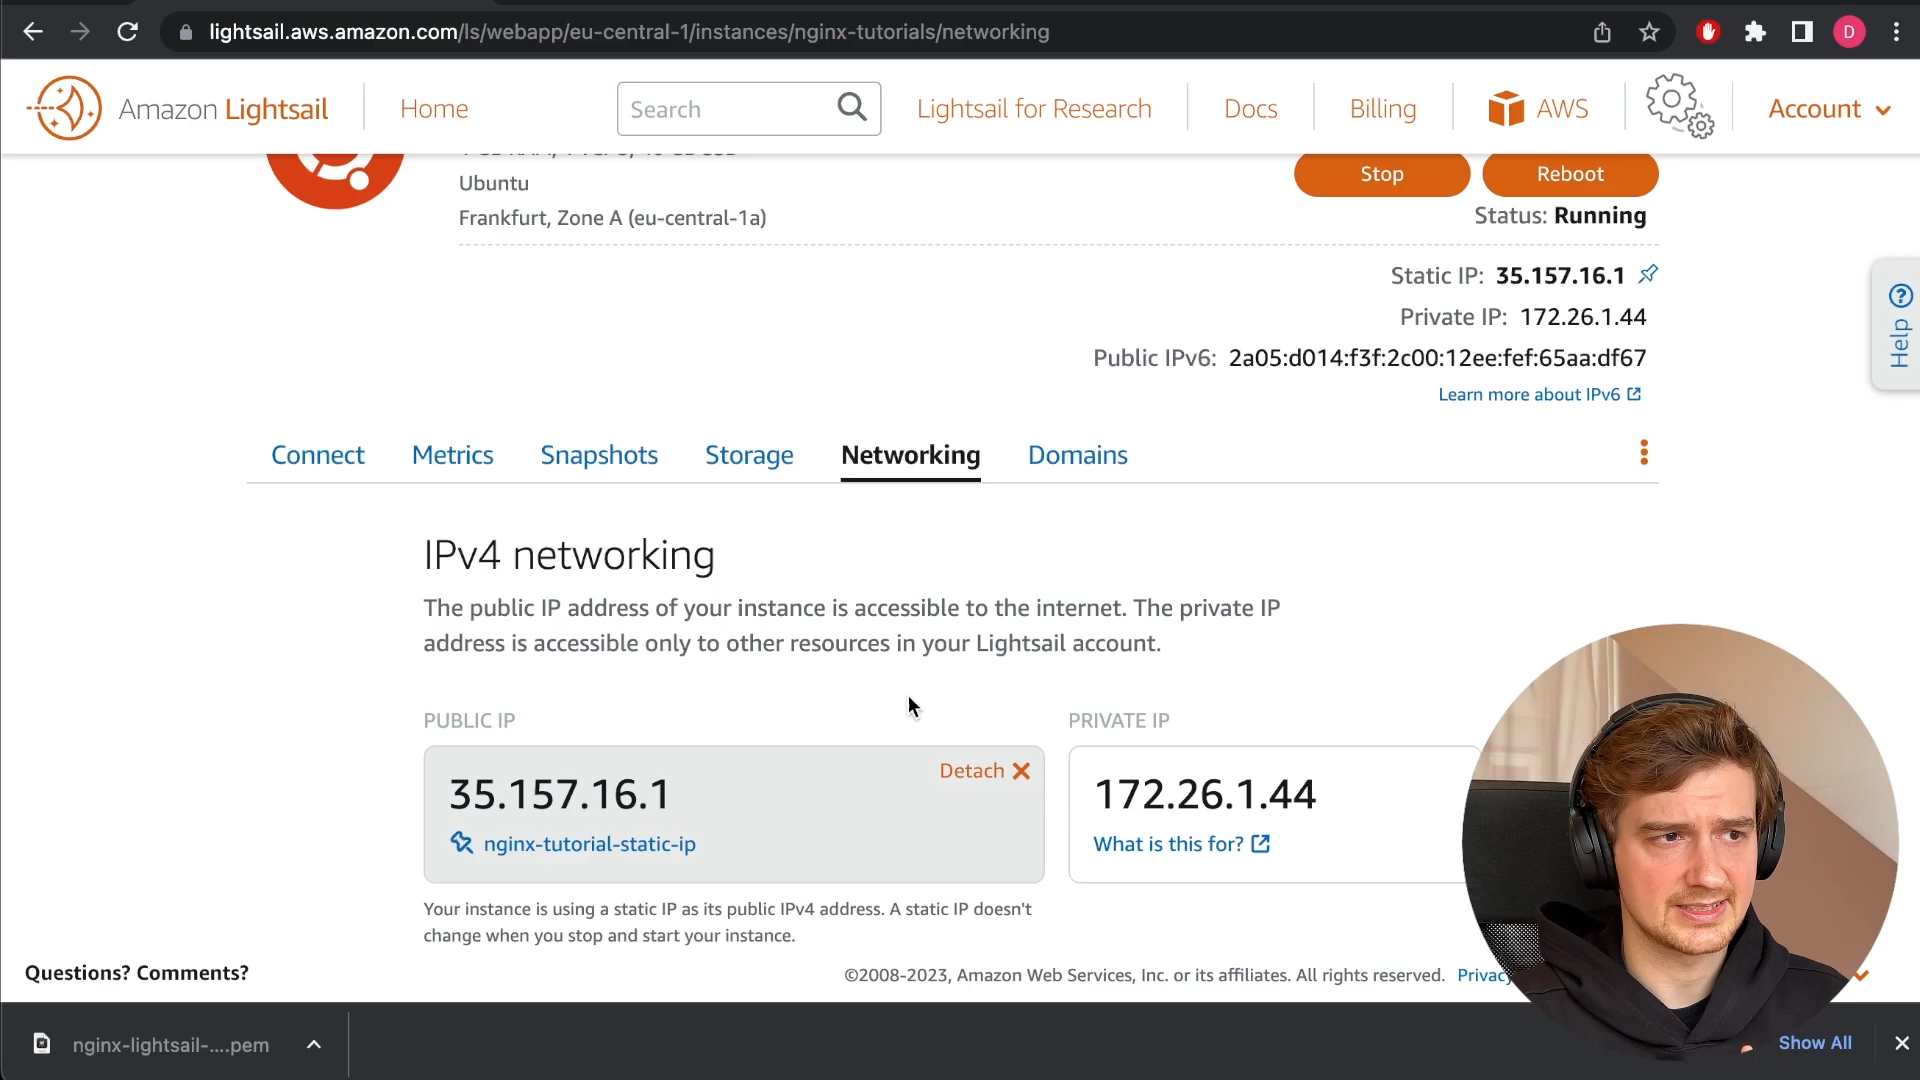 lightsail.aws.amazon.com/ls/webapp/eu-central-1/instances/nginx-tutorials/networking
D
Amazon Lightsail
Home
Search
Lightsail for Research
Docs
Billing
AWS
Account
Ubuntu
Frankfurt, Zone A (eu-central-1a)
Stop
Reboot
Status: Running
Static IP: 35.157.16.1
Private IP: 172.26.1.44
Public IPv6: 2a05:d014:f3f:2c00:12ee:fef:65aa:df67
Learn more about IPv6
Help
Connect
Metrics
Snapshots
Storage
Networking
Domains
IPv4 networking
The public IP address of your instance is accessible to the internet. The private IP
address is accessible only to other resources in your Lightsail account.
PUBLIC IP
Detach
35.157.16.1
nginx-tutorial-static-ip
PRIVATE IP
172.26.1.44
What is this for?
Your instance is using a static IP as its public IPv4 address. A static IP doesn't
change when you stop and start your instance.
Questions? Comments?
©2008-2023, Amazon Web Services, Inc. or its affiliates. All rights reserved.
Privacy
nginx-lightsail-....pem
Show All